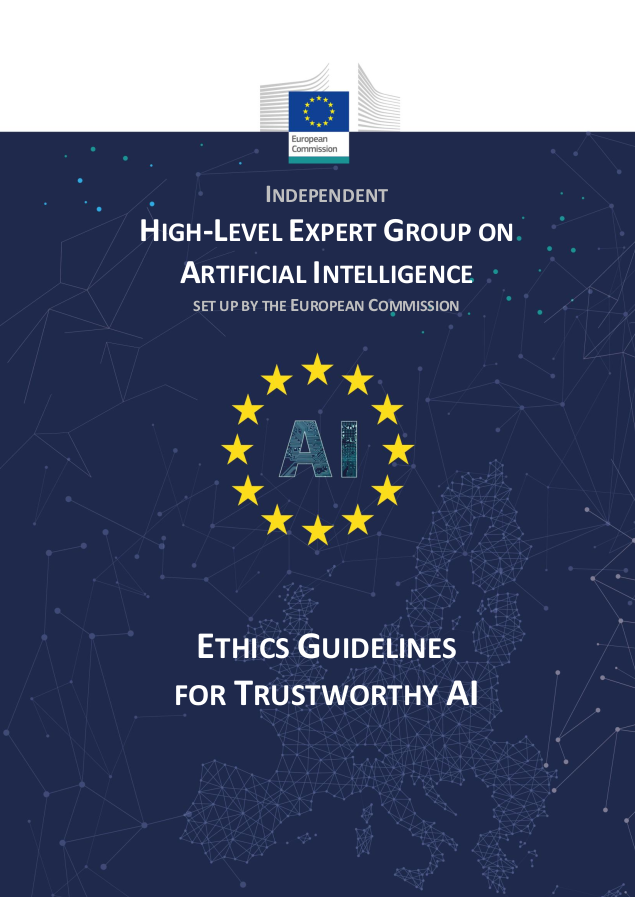 European
Commission
INDEPENDENT
HIGH-LEVEL EXPERT GROUP ON
ARTIFICIAL INTELLIGENCE
SET UP BY THE EUROPEAN COMMISSION
AI
ETHICS GUIDELINES
FOR TRUSTWORTHY AI